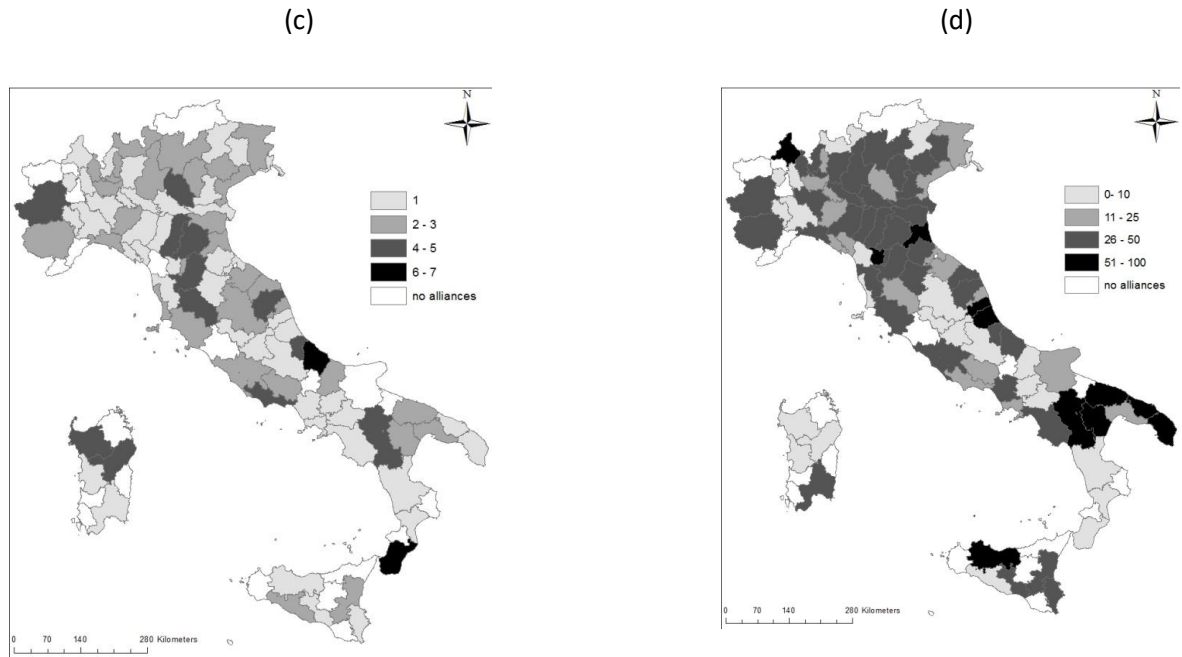 (c)
(d)
N
1
2 - 3
4 - 5
6 - 7
no alliances
0 70 140 280 Kilometers
N
0- 10
11 - 25
26 - 50
51 - 100
no alliances
0 70 140 280 Kilometers